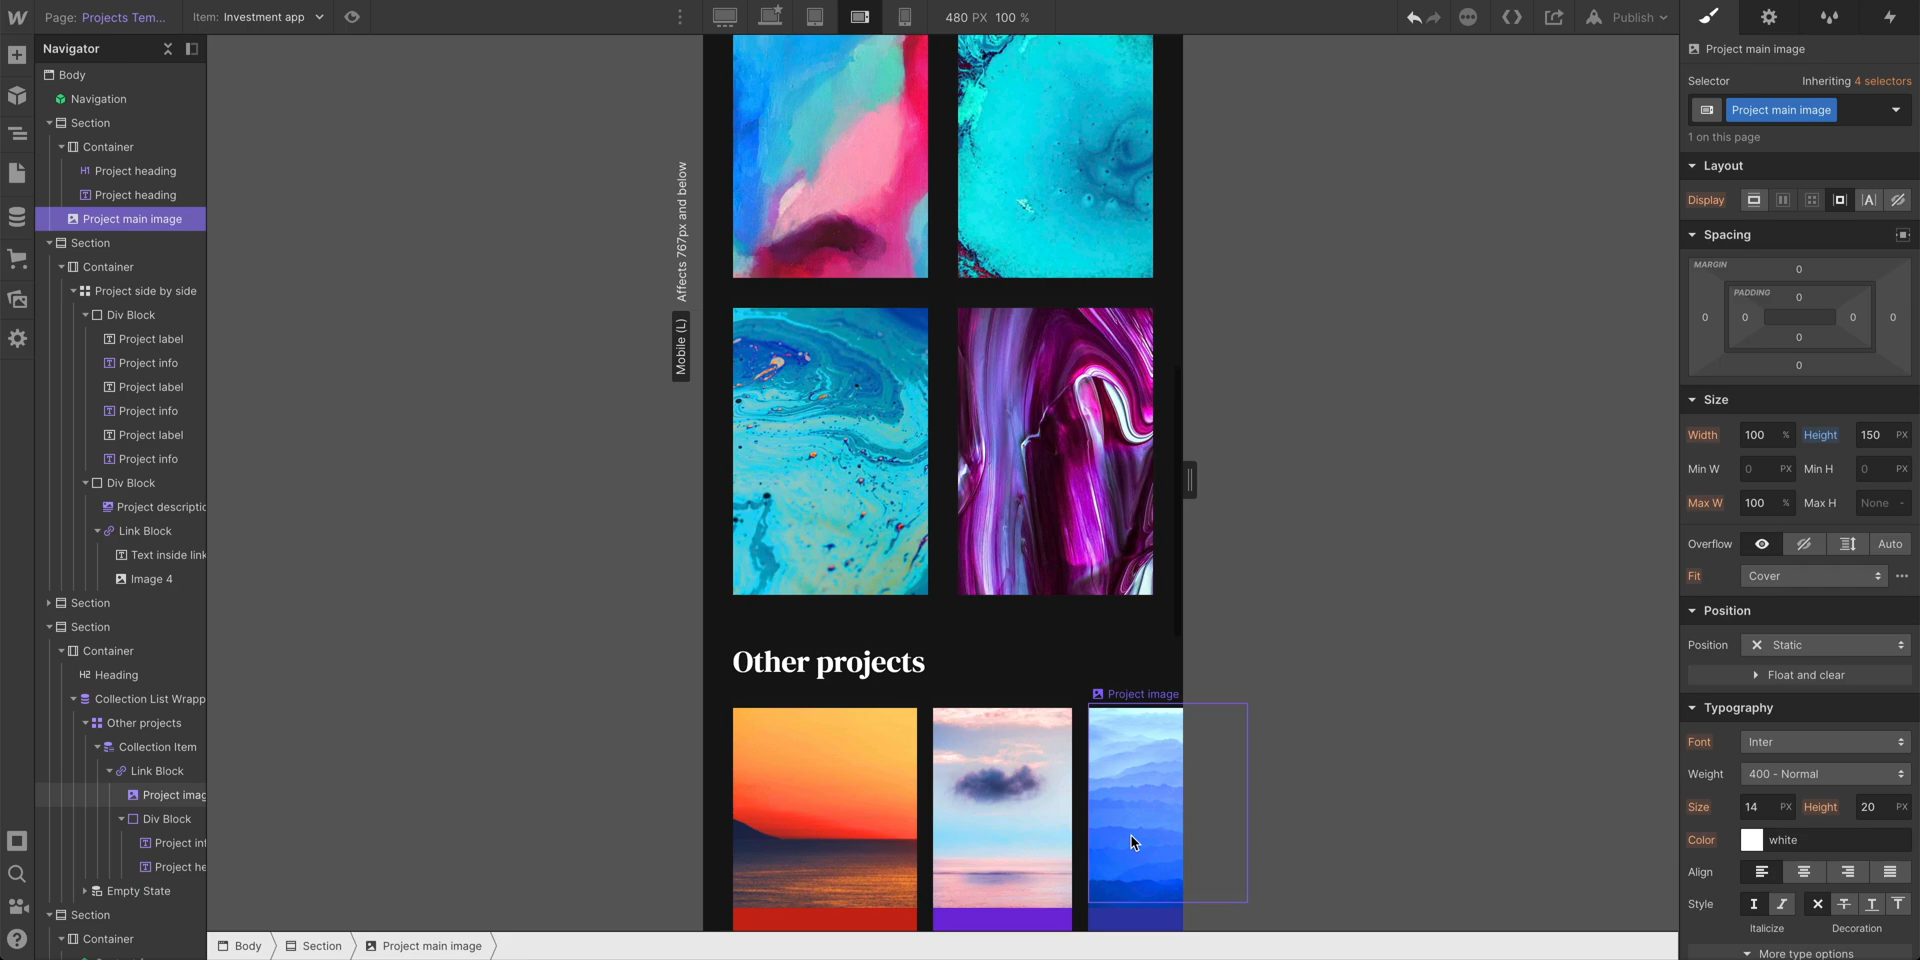 Page: Projects Tem...
Item: Investment app
480 PX 100 %
Publish
Navigator
Body
Navigation
Section
Container
Project heading
Project heading
Project main image
Section
Container
Project side by side
Div Block
Project label
Project info
Project label
Project info
Project label
Project info
Div Block
Project descriptic
Link Block
Text inside link
Image 4
Section
Section
Container
H2 Heading
Collection List Wrapp
Other projects
Collection Item
Link Block
Project imag
Div Block
Project inf
Project he
Empty State
Section
Container
Affects 767px and below
Mobile (L)
Other projects
Project image
Body
Section
Project main image
Project main image
Selector
Inheriting 4 selectors
Project main image
1 on this page
Layout
Display
Spacing
MARGIN
0
PADDING
0
0 0 0 0
0
0
Size
Width 100 % Height 150 PX
Min W 0 PX Min H 0 PX
Max W 100 % Max H None -
Overflow Auto
Fit Cover
Position
Position Static
Float and clear
Typography
Font Inter
Weight 400 - Normal
Size 14 PX Height 20 PX
Color white
Align
Style
Italicize Decoration
More type options